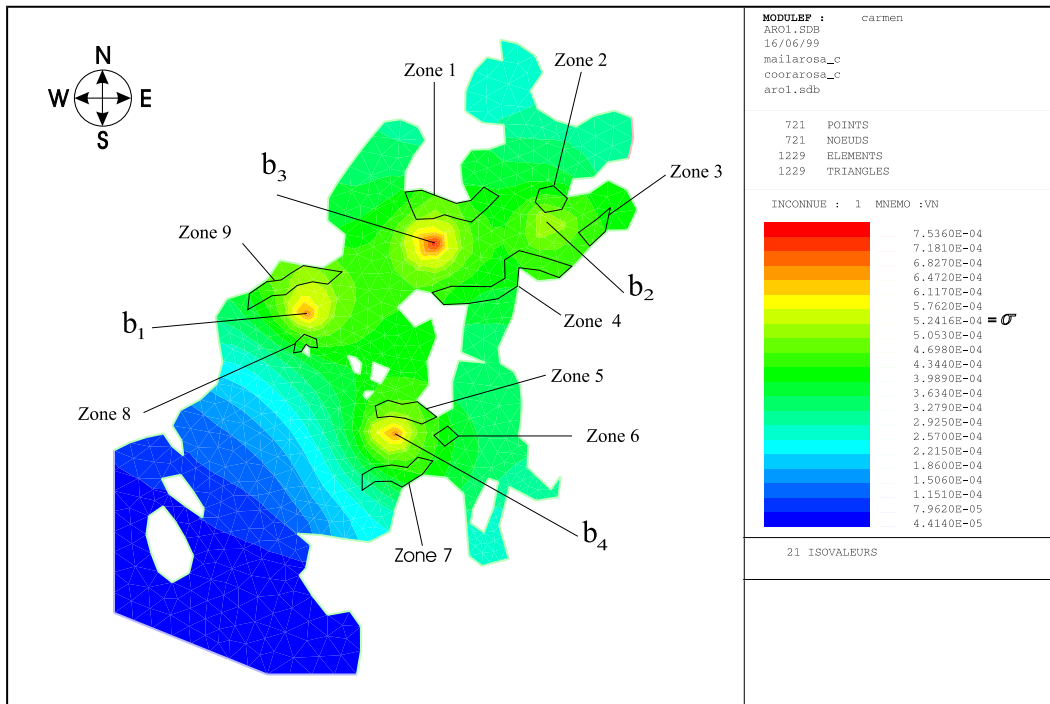 N
W E
S
Zone 1
Zone 2
Zone 3
b3
Zone 9
b2
b1
Zone 4
Zone 5
Zone 8
Zone 6
b4
Zone 7
MODULEF : carmen
ARO1.SDB
16/06/99
mailarosa_c
coorarosa_c
aro1.sdb
721 POINTS
721 NOEUDS
1229 ELEMENTS
1229 TRIANGLES
INCONNUE : 1 MNEMO :VN
7.5360E-04
7.1810E-04
6.8270E-04
6.4720E-04
6.1170E-04
5.7620E-04
5.2416E-04 = σ
5.0530E-04
4.6980E-04
4.3440E-04
3.9890E-04
3.6340E-04
3.2790E-04
2.9250E-04
2.5700E-04
2.2150E-04
1.8600E-04
1.5060E-04
1.1510E-04
7.9620E-05
4.4140E-05
21 ISOVALEURS